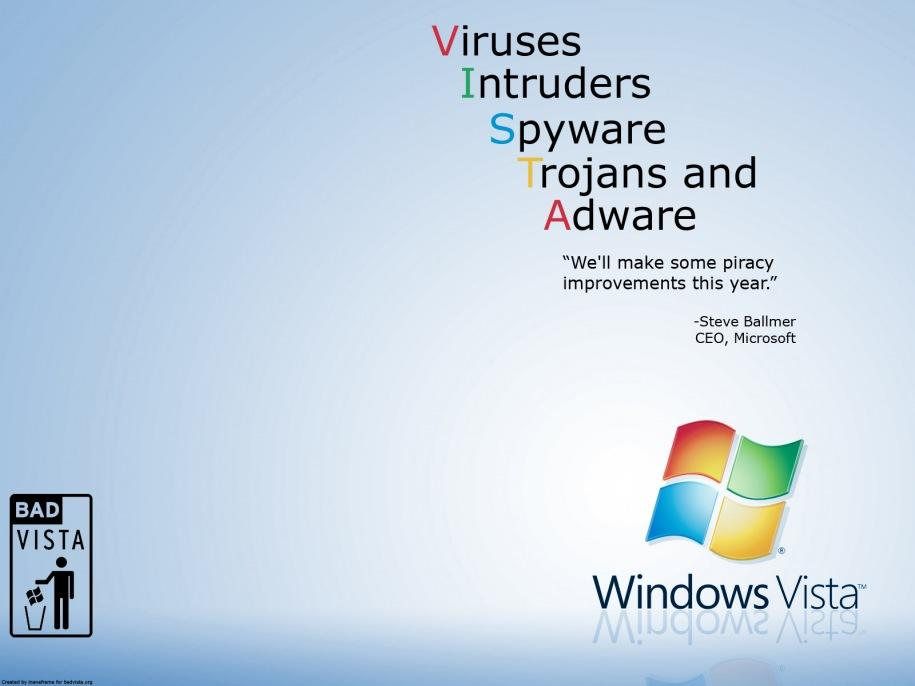 Viruses
Intruders
Spyware
Trojans and
Adware
“We'll make some piracy
improvements this year.”
-Steve Ballmer
CEO, Microsoft
®
Windows Vista™
BAD
VISTA
Created by inaneframe for badvista.org